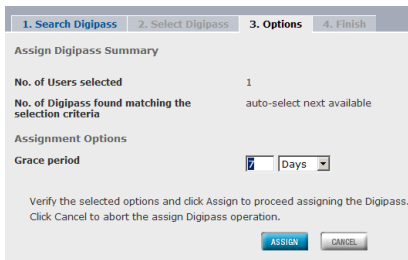 1. Search Digipass 2. Select Digipass 3. Options 4. Finish
Assign Digipass Summary
No. of Users selected 1
No. of Digipass found matching the selection criteria auto-select next available
Assignment Options
Grace period 7 Days
Verify the selected options and click Assign to proceed assigning the Digipass.
Click Cancel to abort the assign Digipass operation.
ASSIGN CANCEL